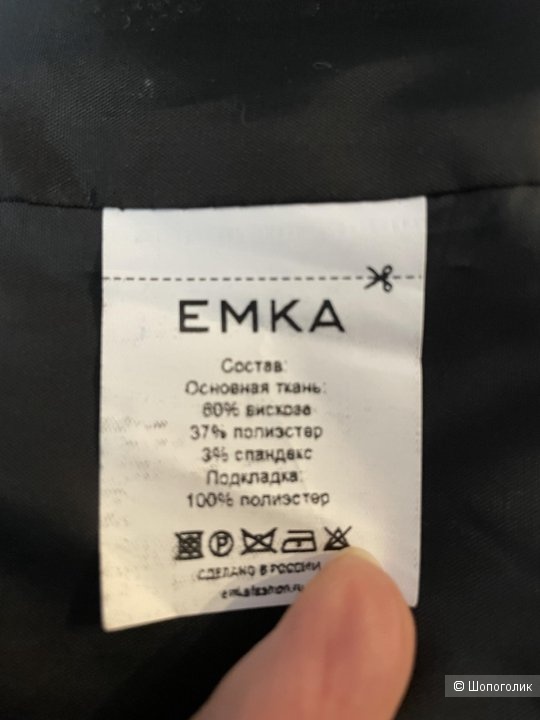 EMKA
Состав:
Основная ткань:
60% вискоза
37% полиэстер
3% спандекс
Подкладка:
100% полиэстер
СДЕЛАНО В РОССИИ
emkafashion.ru
© Шопоголик